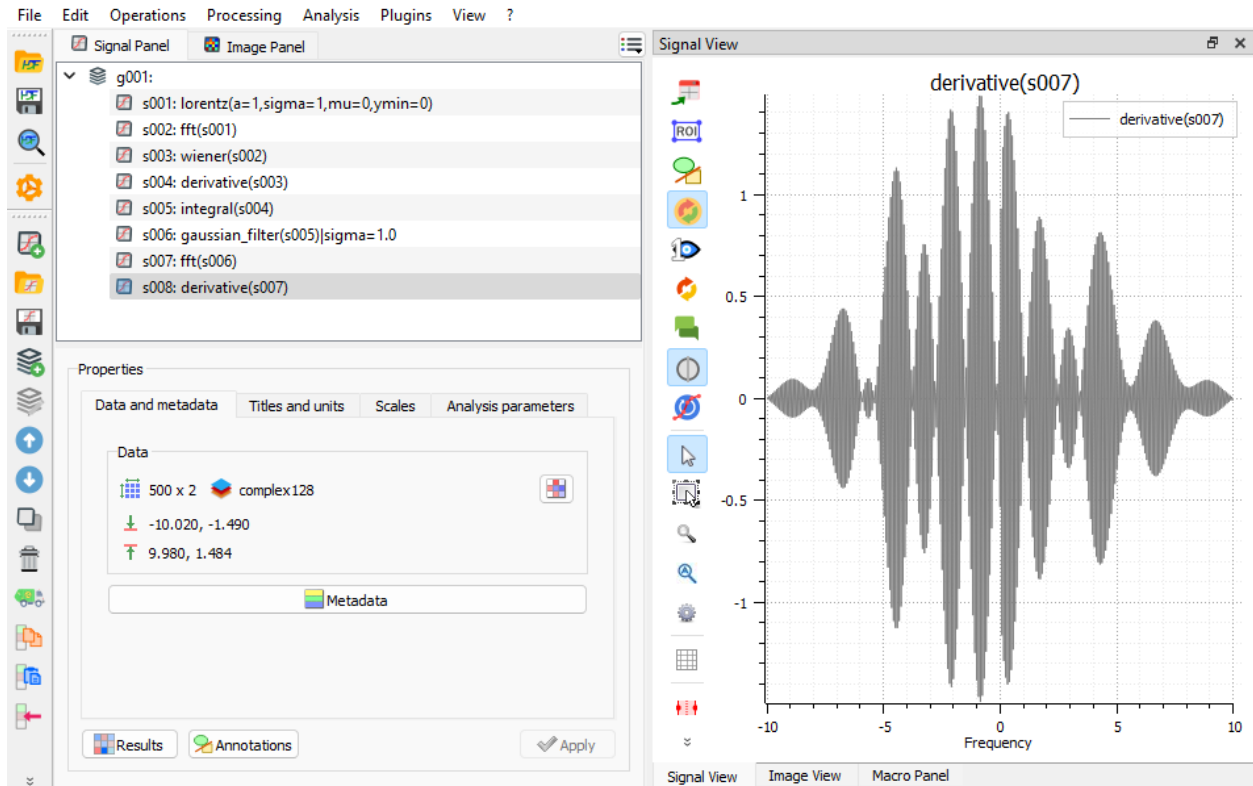 File Edit Operations Processing Analysis Plugins View ?
Signal Panel Image Panel
g001:
s001: lorentz(a=1,sigma=1,mu=0,ymin=0)
s002: fft(s001)
s003: wiener(s002)
s004: derivative(s003)
s005: integral(s004)
s006: gaussian_filter(s005)|sigma=1.0
s007: fft(s006)
s008: derivative(s007)
Properties
Data and metadata Titles and units Scales Analysis parameters
Data
500 x 2 complex128
-10.020, -1.490
9.980, 1.484
Metadata
Results Annotations Apply
Signal View
ROI
derivative(s007)
derivative(s007)
1
0.5
0
-0.5
-1
-10 -5 0 5 10
Frequency
Signal View Image View Macro Panel